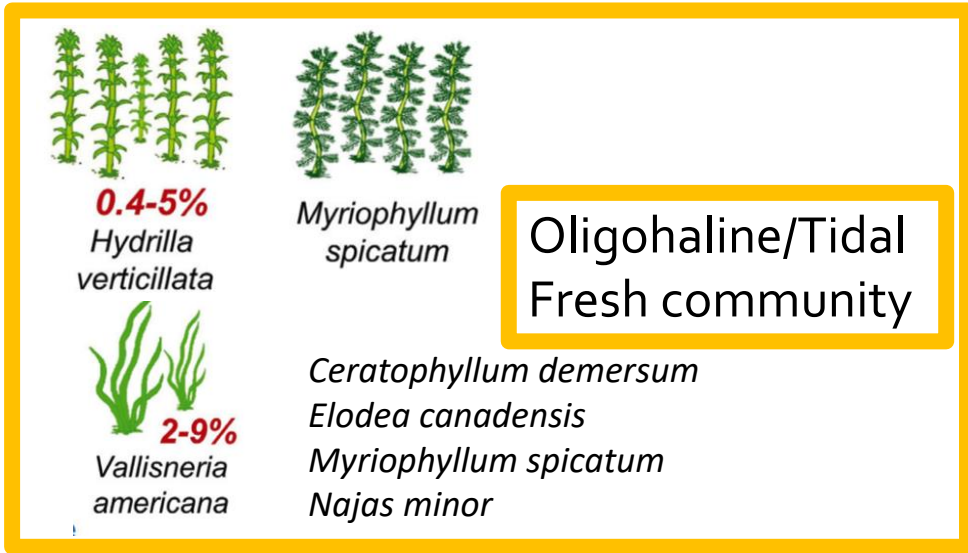 0.4-5%
Hydrilla
verticillata
Myriophyllum
spicatum
Oligohaline/Tidal
Fresh community
2-9%
Vallisneria
americana
Ceratophyllum demersum
Elodea canadensis
Myriophyllum spicatum
Najas minor